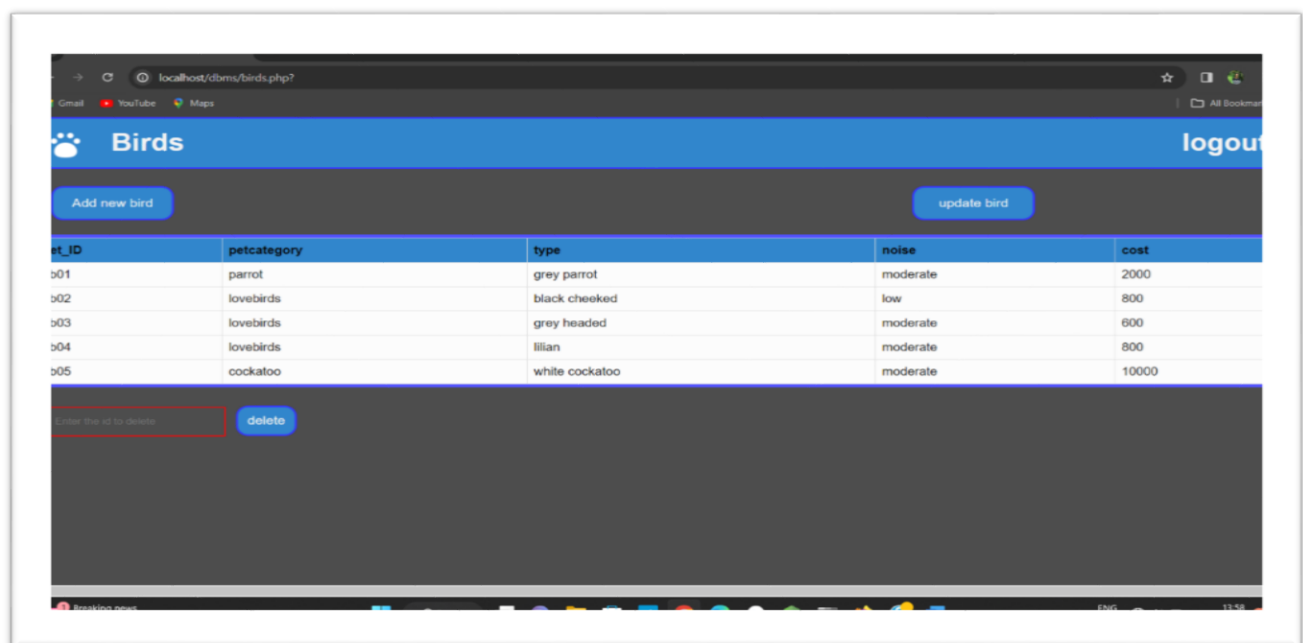 localhost/dbms/birds.php?
Gmail YouTube Maps All Bookmar
Birds logout
Add new bird update bird
et_ID petcategory type noise cost
b01 parrot grey parrot moderate 2000
b02 lovebirds black cheeked low 800
b03 lovebirds grey headed moderate 600
b04 lovebirds lilian moderate 800
b05 cockatoo white cockatoo moderate 10000
Enter the id to delete delete
1 Breaking news ENG 13:58